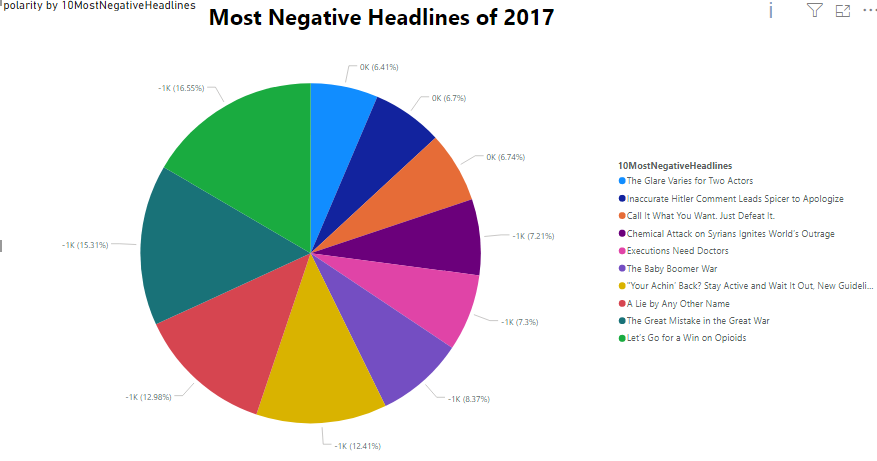 polarity by 10MostNegativeHeadlines
Most Negative Headlines of 2017
0K (6.41%)
0K (6.7%)
0K (6.74%)
-1K (7.21%)
-1K (7.3%)
-1K (8.37%)
-1K (12.41%)
-1K (12.98%)
-1K (15.31%)
-1K (16.55%)
10MostNegativeHeadlines
The Glare Varies for Two Actors
Inaccurate Hitler Comment Leads Spicer to Apologize
Call It What You Want. Just Defeat It.
Chemical Attack on Syrians Ignites World's Outrage
Executions Need Doctors
The Baby Boomer War
"Your Achin' Back? Stay Active and Wait It Out, New Guideli...
A Lie by Any Other Name
The Great Mistake in the Great War
Let's Go for a Win on Opioids